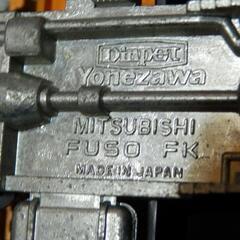 Diapet
Yonezawa
MITSUBISHI
FUSO FK
MADE IN JAPAN